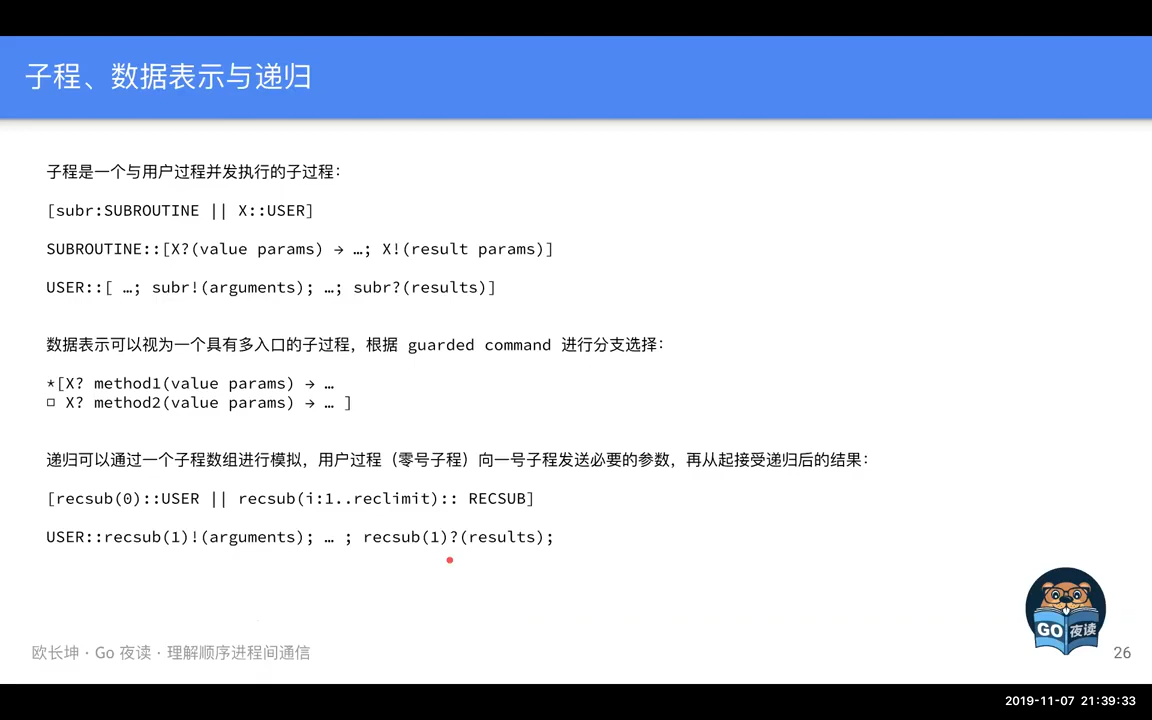 子程、数据表示与递归
子程是一个与用户过程并发执行的子过程：
[subr:SUBROUTINE || X::USER]
SUBROUTINE::[X?(value params) → …; X!(result params)]
USER::[ …; subr!(arguments); …; subr?(results)]
数据表示可以视为一个具有多入口的子过程，根据 guarded command 进行分支选择：
*[X? method1(value params) → …
□ X? method2(value params) → … ]
递归可以通过一个子程数组进行模拟，用户过程（零号子程）向一号子程发送必要的参数，再从起接受递归后的结果：
[recsub(0)::USER || recsub(i:1..reclimit):: RECSUB]
USER::recsub(1)!(arguments); … ; recsub(1)?(results);
GO 夜读
欧长坤 · Go 夜读 · 理解顺序进程间通信
26
2019-11-07 21:39:33